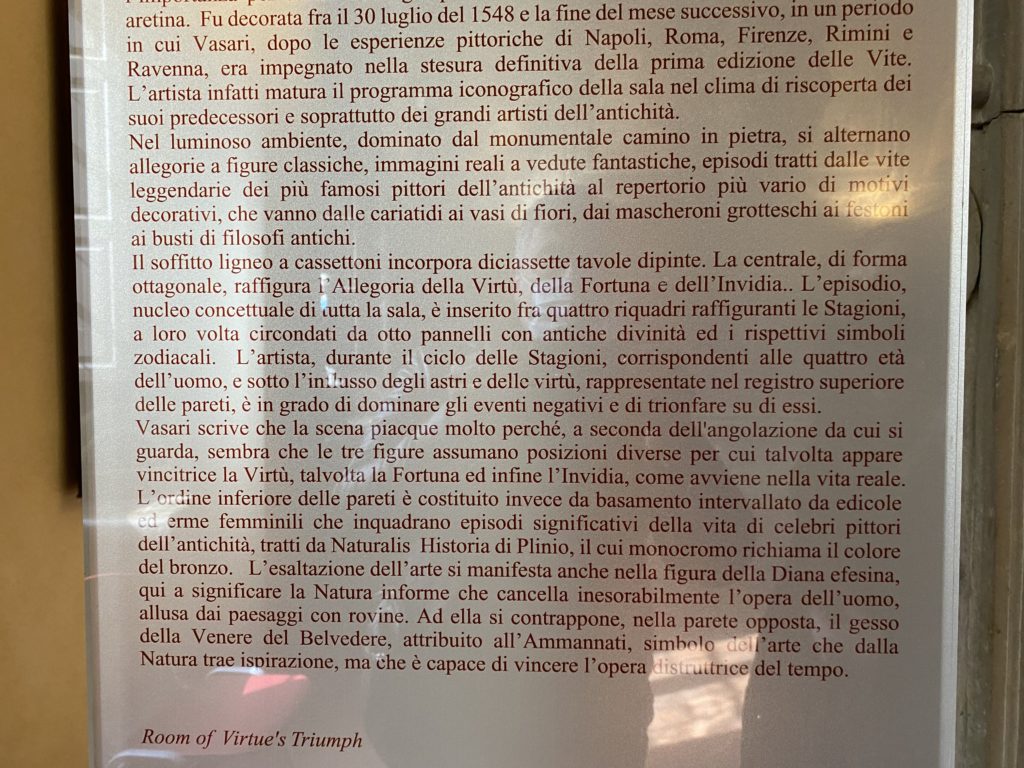 aretina. Fu decorata fra il 30 luglio del 1548 e la fine del mese successivo, in un periodo
in cui Vasari, dopo le esperienze pittoriche di Napoli, Roma, Firenze, Rimini e
Ravenna, era impegnato nella stesura definitiva della prima edizione delle Vite.
L'artista infatti matura il programma iconografico della sala nel clima di riscoperta dei
suoi predecessori e soprattutto dei grandi artisti dell'antichità.
Nel luminoso ambiente, dominato dal monumentale camino in pietra, si alternano
allegorie a figure classiche, immagini reali a vedute fantastiche, episodi tratti dalle vite
leggendarie dei più famosi pittori dell'antichità al repertorio più vario di motivi
decorativi, che vanno dalle cariatidi ai vasi di fiori, dai mascheroni grotteschi ai festoni
ai busti di filosofi antichi.
Il soffitto ligneo a cassettoni incorpora diciassette tavole dipinte. La centrale, di forma
ottagonale, raffigura l'Allegoria della Virtù, della Fortuna e dell'Invidia.. L'episodio,
nucleo concettuale di tutta la sala, è inserito fra quattro riquadri raffiguranti le Stagioni,
a loro volta circondati da otto pannelli con antiche divinità ed i rispettivi simboli
zodiacali. L'artista, durante il ciclo delle Stagioni, corrispondenti alle quattro età
dell'uomo, e sotto l'influsso degli astri e delle virtù, rappresentate nel registro superiore
delle pareti, è in grado di dominare gli eventi negativi e di trionfare su di essi.
Vasari scrive che la scena piacque molto perché, a seconda dell'angolazione da cui si
guarda, sembra che le tre figure assumano posizioni diverse per cui talvolta appare
vincitrice la Virtù, talvolta la Fortuna ed infine l'Invidia, come avviene nella vita reale.
L'ordine inferiore delle pareti è costituito invece da basamento intervallato da edicole
ed erme femminili che inquadrano episodi significativi della vita di celebri pittori
dell'antichità, tratti da Naturalis Historia di Plinio, il cui monocromo richiama il colore
del bronzo. L'esaltazione dell'arte si manifesta anche nella figura della Diana efesina,
qui a significare la Natura informe che cancella inesorabilmente l'opera dell'uomo,
allusa dai paesaggi con rovine. Ad ella si contrappone, nella parete opposta, il gesso
della Venere del Belvedere, attribuito all'Ammannati, simbolo dell'arte che dalla
Natura trae ispirazione, ma che è capace di vincere l'opera distruttrice del tempo.
Room of Virtue's Triumph